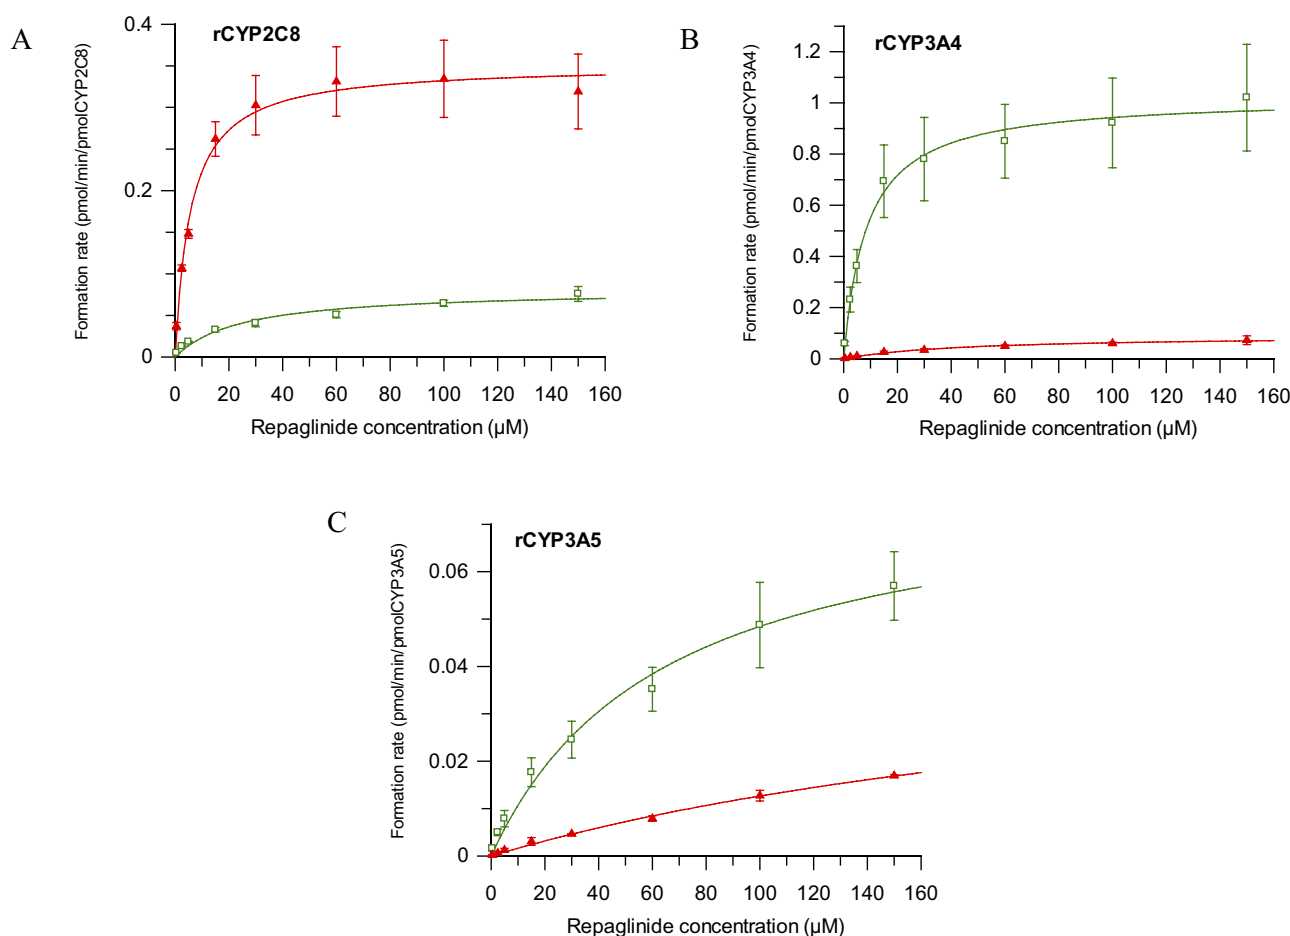 A
rCYP2C8
Formation rate (pmol/min/pmolCYP2C8)
0.4
0.2
0
0 20 40 60 80 100 120 140 160
Repaglinide concentration (µM)
B
rCYP3A4
Formation rate (pmol/min/pmolCYP3A4)
1.2
1
0.8
0.6
0.4
0.2
0
0 20 40 60 80 100 120 140 160
Repaglinide concentration (µM)
C
rCYP3A5
Formation rate (pmol/min/pmolCYP3A5)
0.06
0.04
0.02
0
0 20 40 60 80 100 120 140 160
Repaglinide concentration (µM)